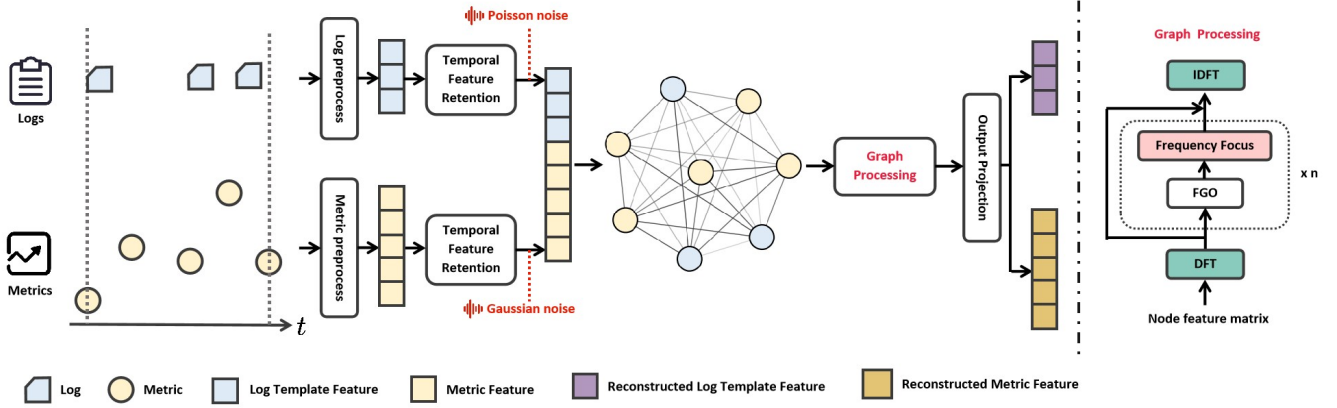 Logs
Metrics
t
Log preprocess
Metric preprocess
Temporal
Feature
Retention
Temporal
Feature
Retention
Poisson noise
Gaussian noise
Graph
Processing
Output Projection
Graph Processing
IDFT
Frequency Focus
FGO
x n
DFT
Node feature matrix
Log
Metric
Log Template Feature
Metric Feature
Reconstructed Log Template Feature
Reconstructed Metric Feature